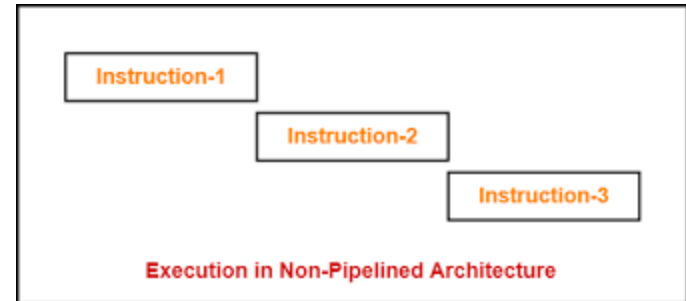 Instruction-1
Instruction-2
Instruction-3
Execution in Non-Pipelined Architecture